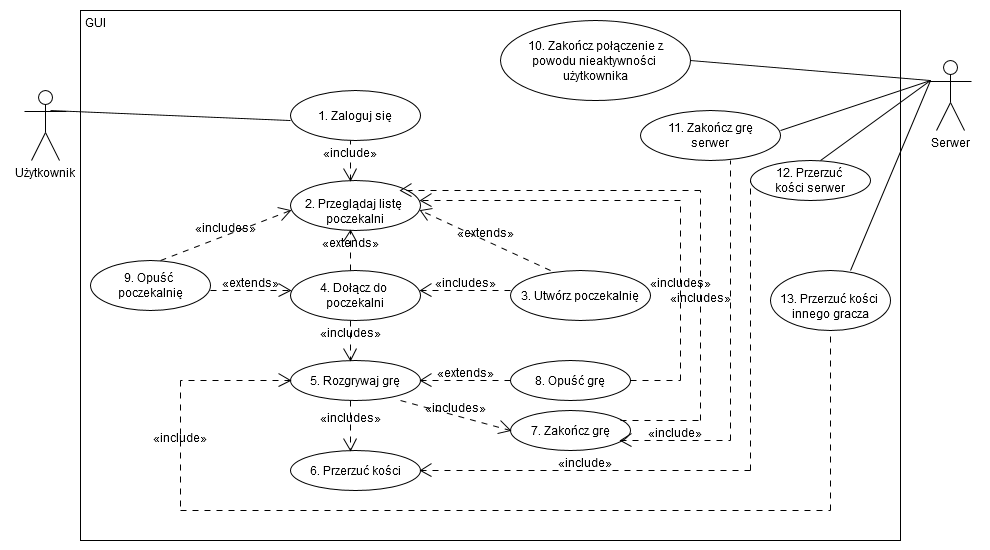 GUI
10. Zakończ połączenie z
powodu nieaktywności
użytkownika
1. Zaloguj się
11. Zakończ grę
serwer
Serwer
«include»
Użytkownik
12. Przerzuć
kości serwer
2. Przeglądaj listę
poczekalni
«includes»
«extends»
«extends»
9. Opuść
poczekalnię
«extends»
4. Dołącz do
poczekalni
«includes»
3. Utwórz poczekalnię
«includes»
«includes»
13. Przerzuć kości
innego gracza
«includes»
5. Rozgrywaj grę
«extends»
8. Opuść grę
«includes»
«includes»
7. Zakończ grę
«include»
«include»
6. Przerzuć kości
«include»